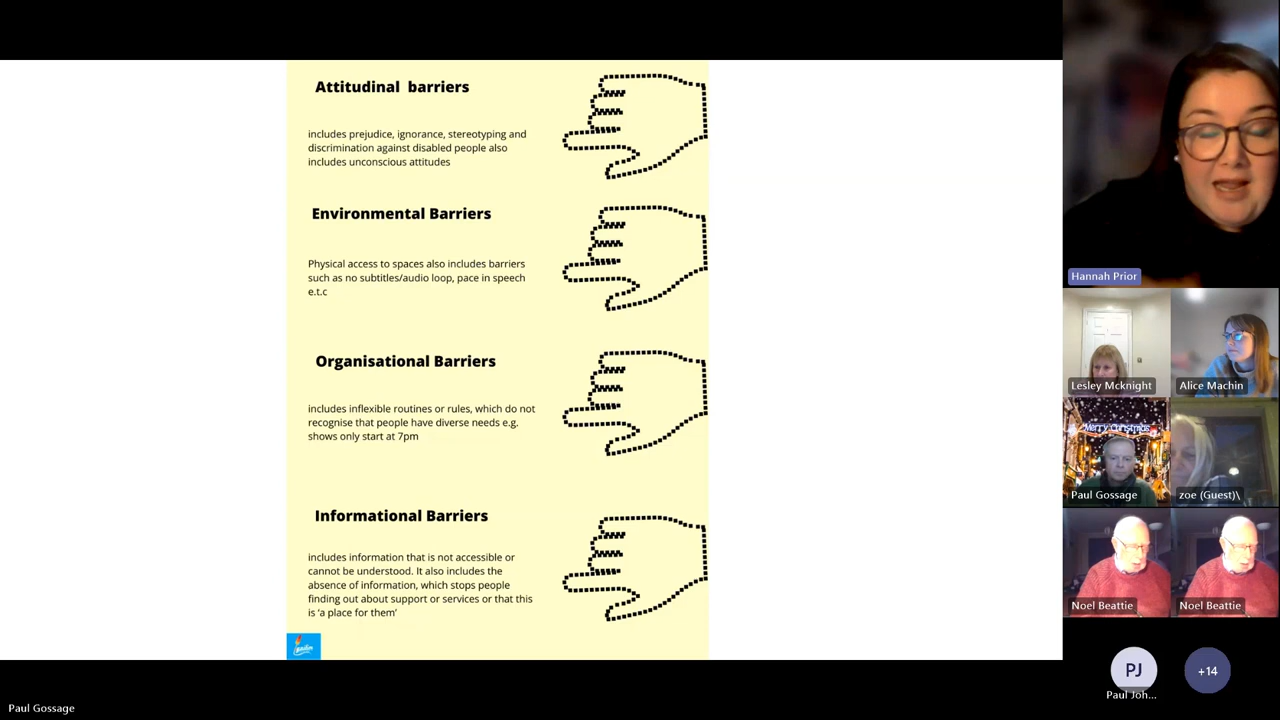 Attitudinal barriers
includes prejudice, ignorance, stereotyping and
discrimination against disabled people also
includes unconscious attitudes
Environmental Barriers
Physical access to spaces also includes barriers
such as no subtitles/audio loop, pace in speech
e.t.c
Organisational Barriers
includes inflexible routines or rules, which do not
recognise that people have diverse needs e.g.
shows only start at 7pm
Informational Barriers
includes information that is not accessible or
cannot be understood. It also includes the
absence of information, which stops people
finding out about support or services or that this
is ‘a place for them’
Hannah Prior
Lesley Mcknight
Alice Machin
Merry Christmas
Paul Gossage
zoe (Guest)\
Noel Beattie
Noel Beattie
PJ
+14
Paul Joh...
Paul Gossage